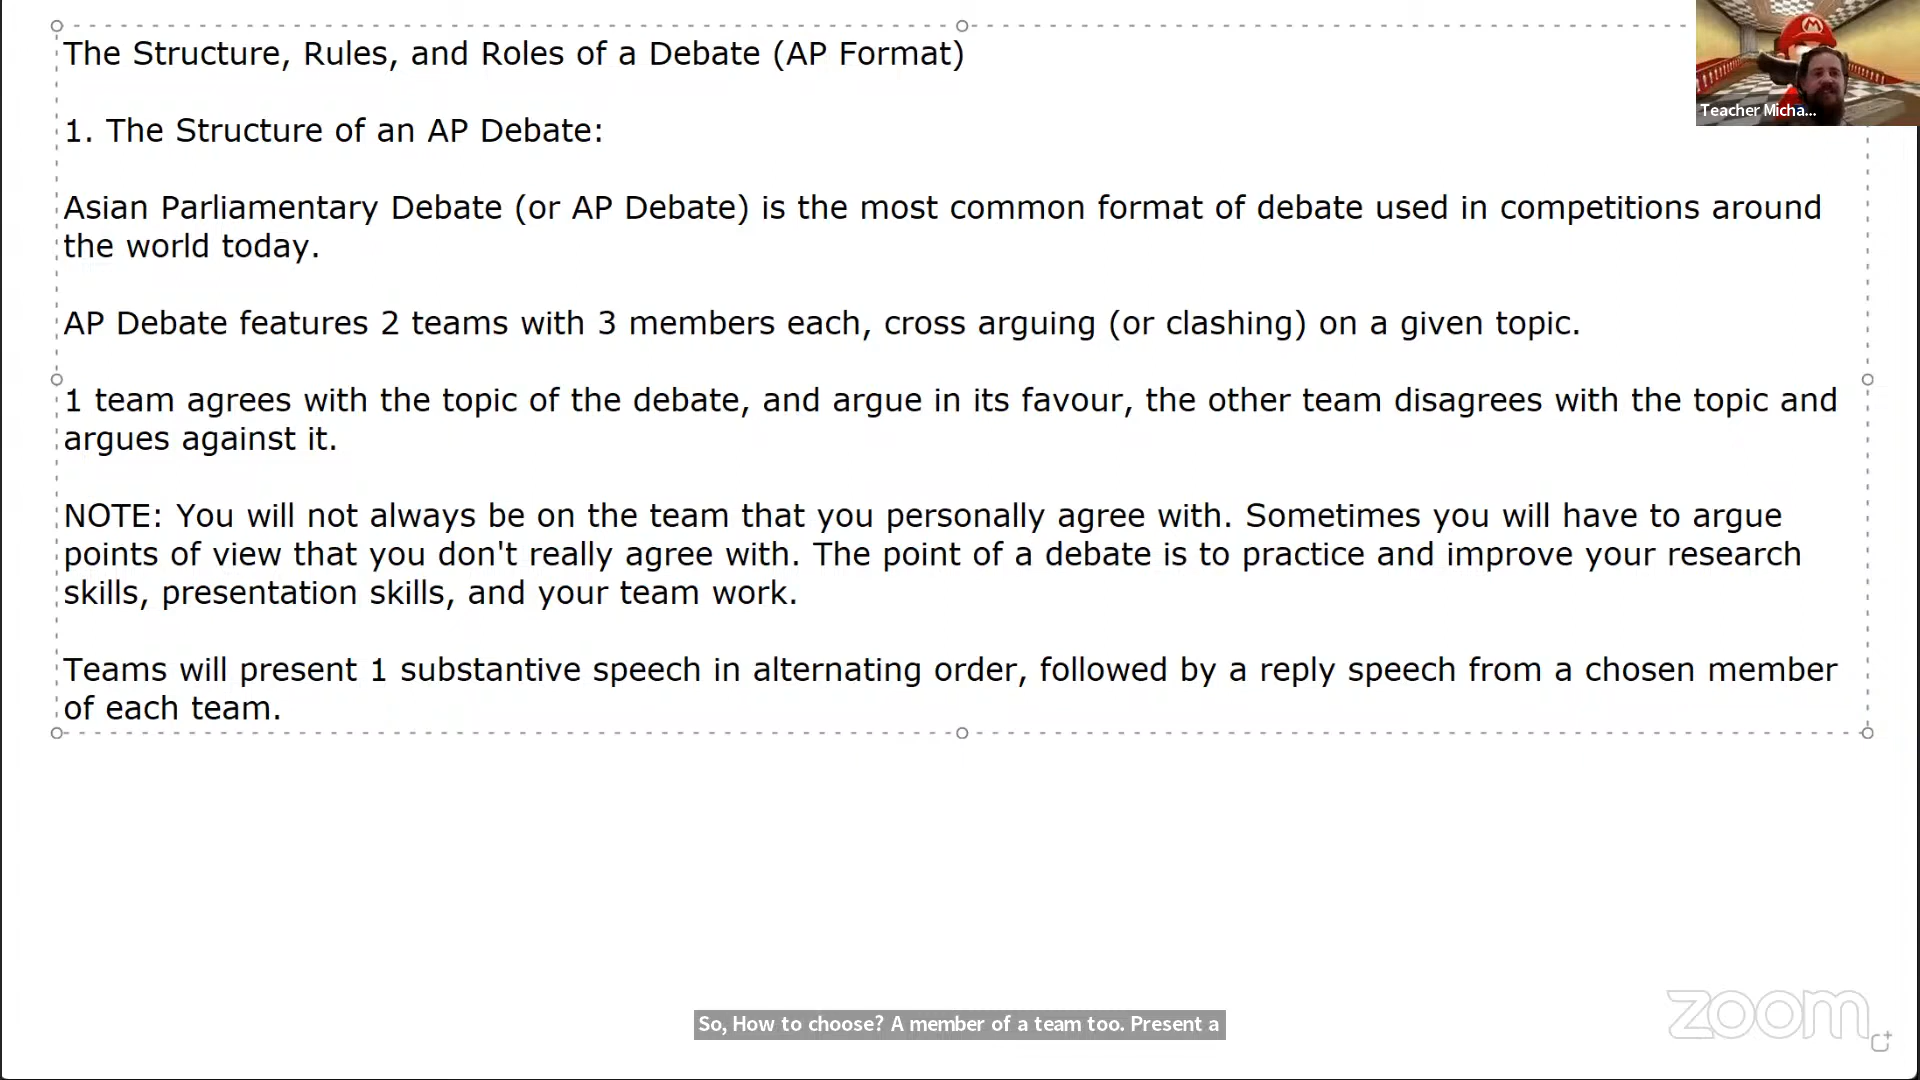 The Structure, Rules, and Roles of a Debate (AP Format)
1. The Structure of an AP Debate:
Asian Parliamentary Debate (or AP Debate) is the most common format of debate used in competitions around
the world today.
AP Debate features 2 teams with 3 members each, cross arguing (or clashing) on a given topic.
1 team agrees with the topic of the debate, and argue in its favour, the other team disagrees with the topic and
argues against it.
NOTE: You will not always be on the team that you personally agree with. Sometimes you will have to argue
points of view that you don't really agree with. The point of a debate is to practice and improve your research
skills, presentation skills, and your team work.
Teams will present 1 substantive speech in alternating order, followed by a reply speech from a chosen member
of each team.
Teacher Micha...
So, How to choose? A member of a team too. Present a
zoom